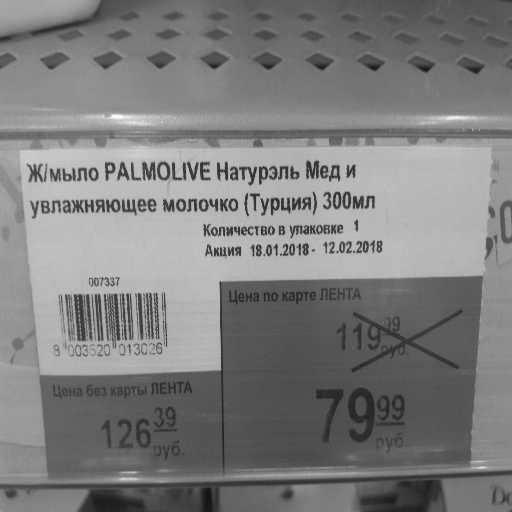 Ж/мыло PALMOLIVE Натурэль Мед и
увлажняющее молочко (Турция) 300мл
Количество в упаковке 1
Акция 18.01.2018 - 12.02.2018
007337
8 003520 013026
Цена по карте ЛЕНТА
119 99 руб.
79 99 руб.
Цена без карты ЛЕНТА
126 39 руб.